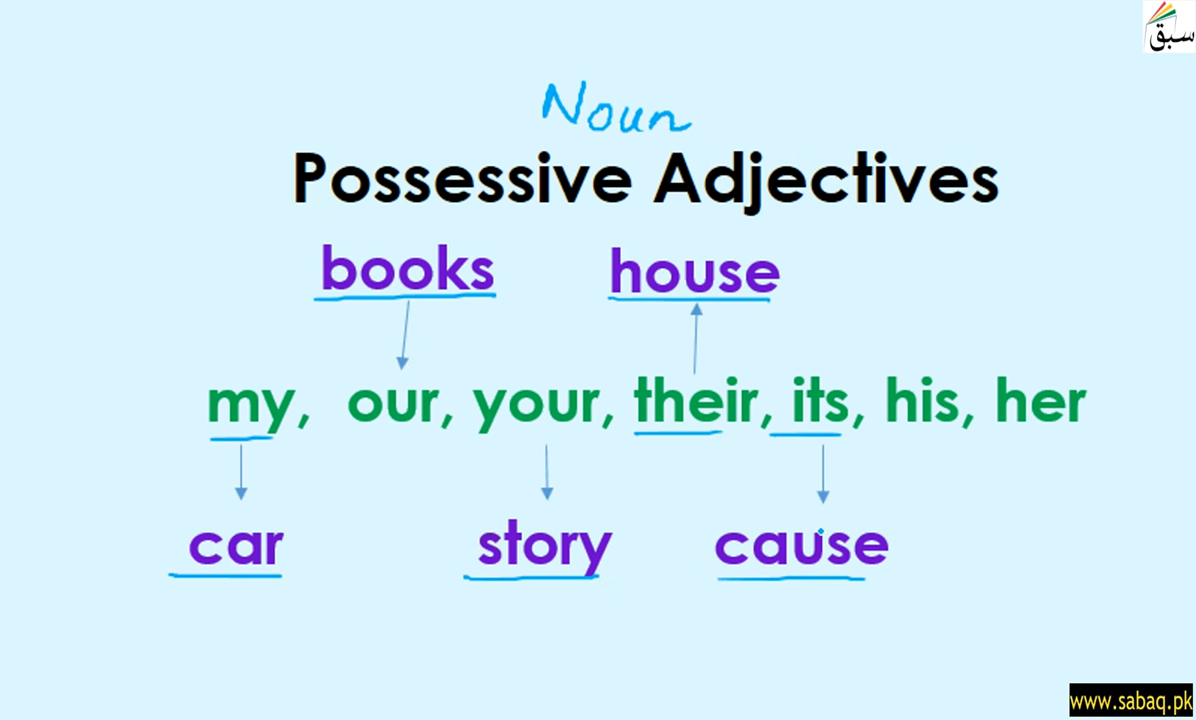 سبق
Noun
Possessive Adjectives
books house
my, our, your, their, its, his, her
car story cause
www.sabaq.pk